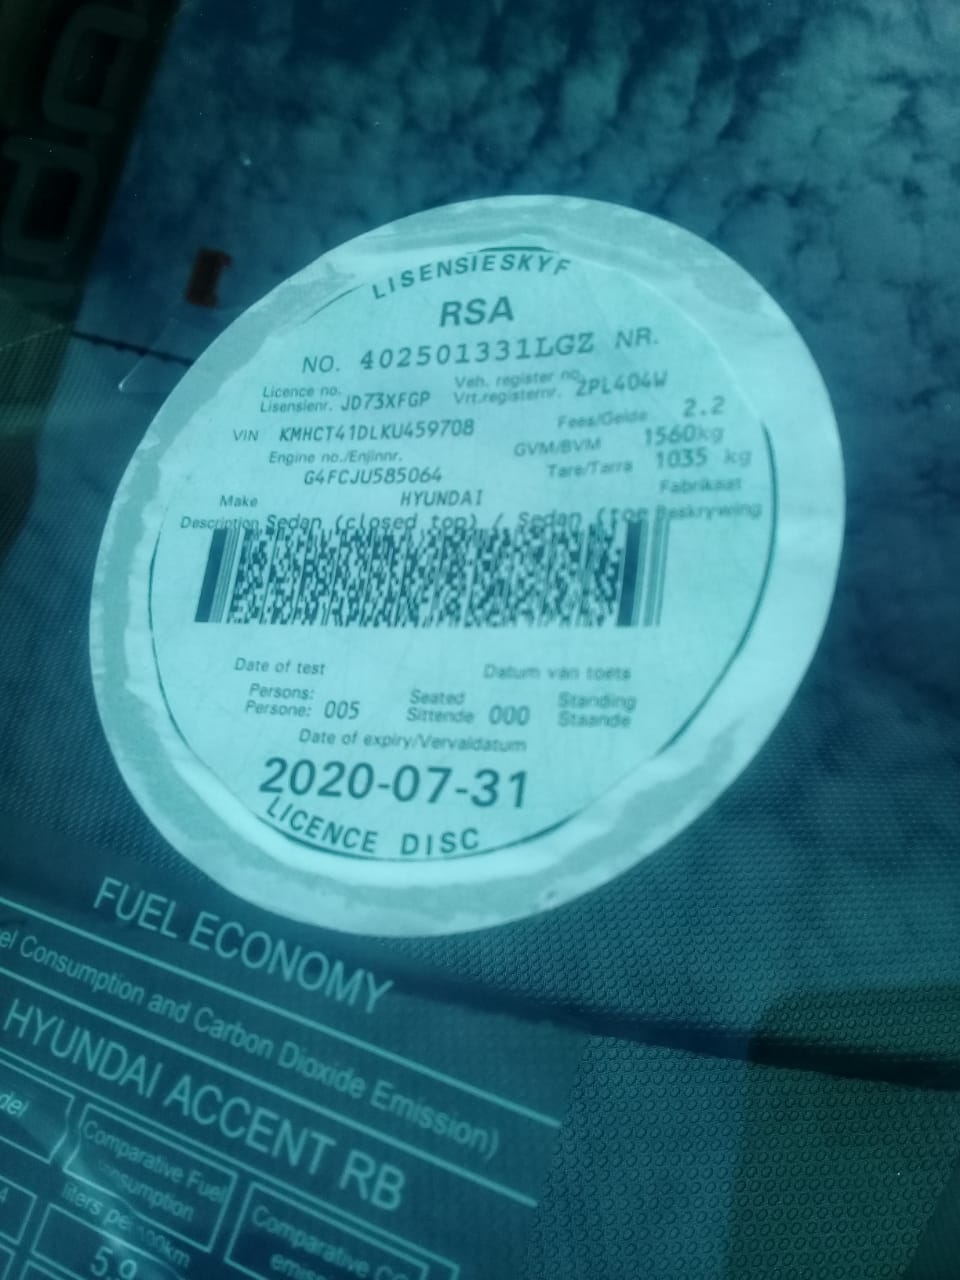 LISENSIESKYF
RSA
NO. 402501331LGZ NR.
Licence no. Veh. register no.
Lisensienr. JD73XFGP Vrt.registernr. ZPL404W
Fees/Gelde 2.2
VIN KMHCT41DLKU459708 GVM/BVM 1560kg
Engine no./Enjinnr. Tare/Tarra 1035 kg
G4FCJU585064
Make HYUNDAI Fabrikaat
Description Sedan (closed top) / Sedan (toe Beskrywing
Date of test Datum van toets
Persons: Seated Standing
Persone: 005 Sittende 000 Staande
Date of expiry/Vervaldatum
2020-07-31
LICENCE DISC
FUEL ECONOMY
Consumption and Carbon Dioxide Emission)
HYUNDAI ACCENT RB
Comparative Fuel
Comparative
5.9